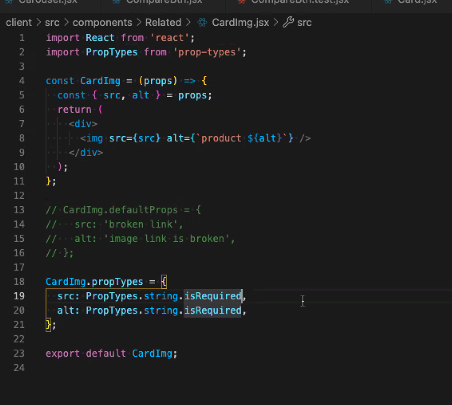 Carousel.jsx CompareBtn.jsx CompareBtn.test.jsx Card.jsx
client > src > components > Related > CardImg.jsx > src
1 import React from 'react';
2 import PropTypes from 'prop-types';
3
4 const CardImg = (props) => {
5 const { src, alt } = props;
6 return (
7 <div>
8 <img src={src} alt={`product ${alt}`} />
9 </div>
10 );
11 };
12
13 // CardImg.defaultProps = {
14 // src: 'broken link',
15 // alt: 'image link is broken',
16 // };
17
18 CardImg.propTypes = {
19 src: PropTypes.string.isRequired,
20 alt: PropTypes.string.isRequired,
21 };
22
23 export default CardImg;
24